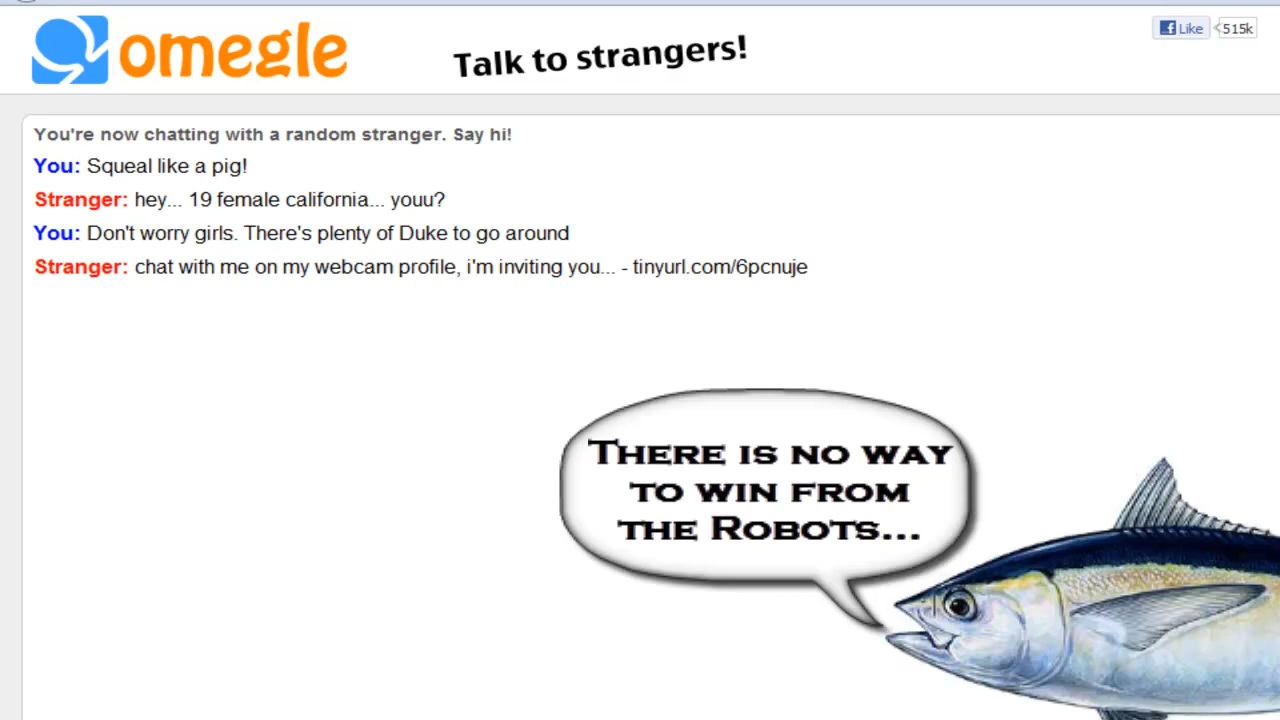 omegle
Talk to strangers!
Like
515k
You're now chatting with a random stranger. Say hi!
You: Squeal like a pig!
Stranger: hey... 19 female california... youu?
You: Don't worry girls. There's plenty of Duke to go around
Stranger: chat with me on my webcam profile, i'm inviting you... - tinyurl.com/6pcnuje
There is no way
to win from
the Robots...